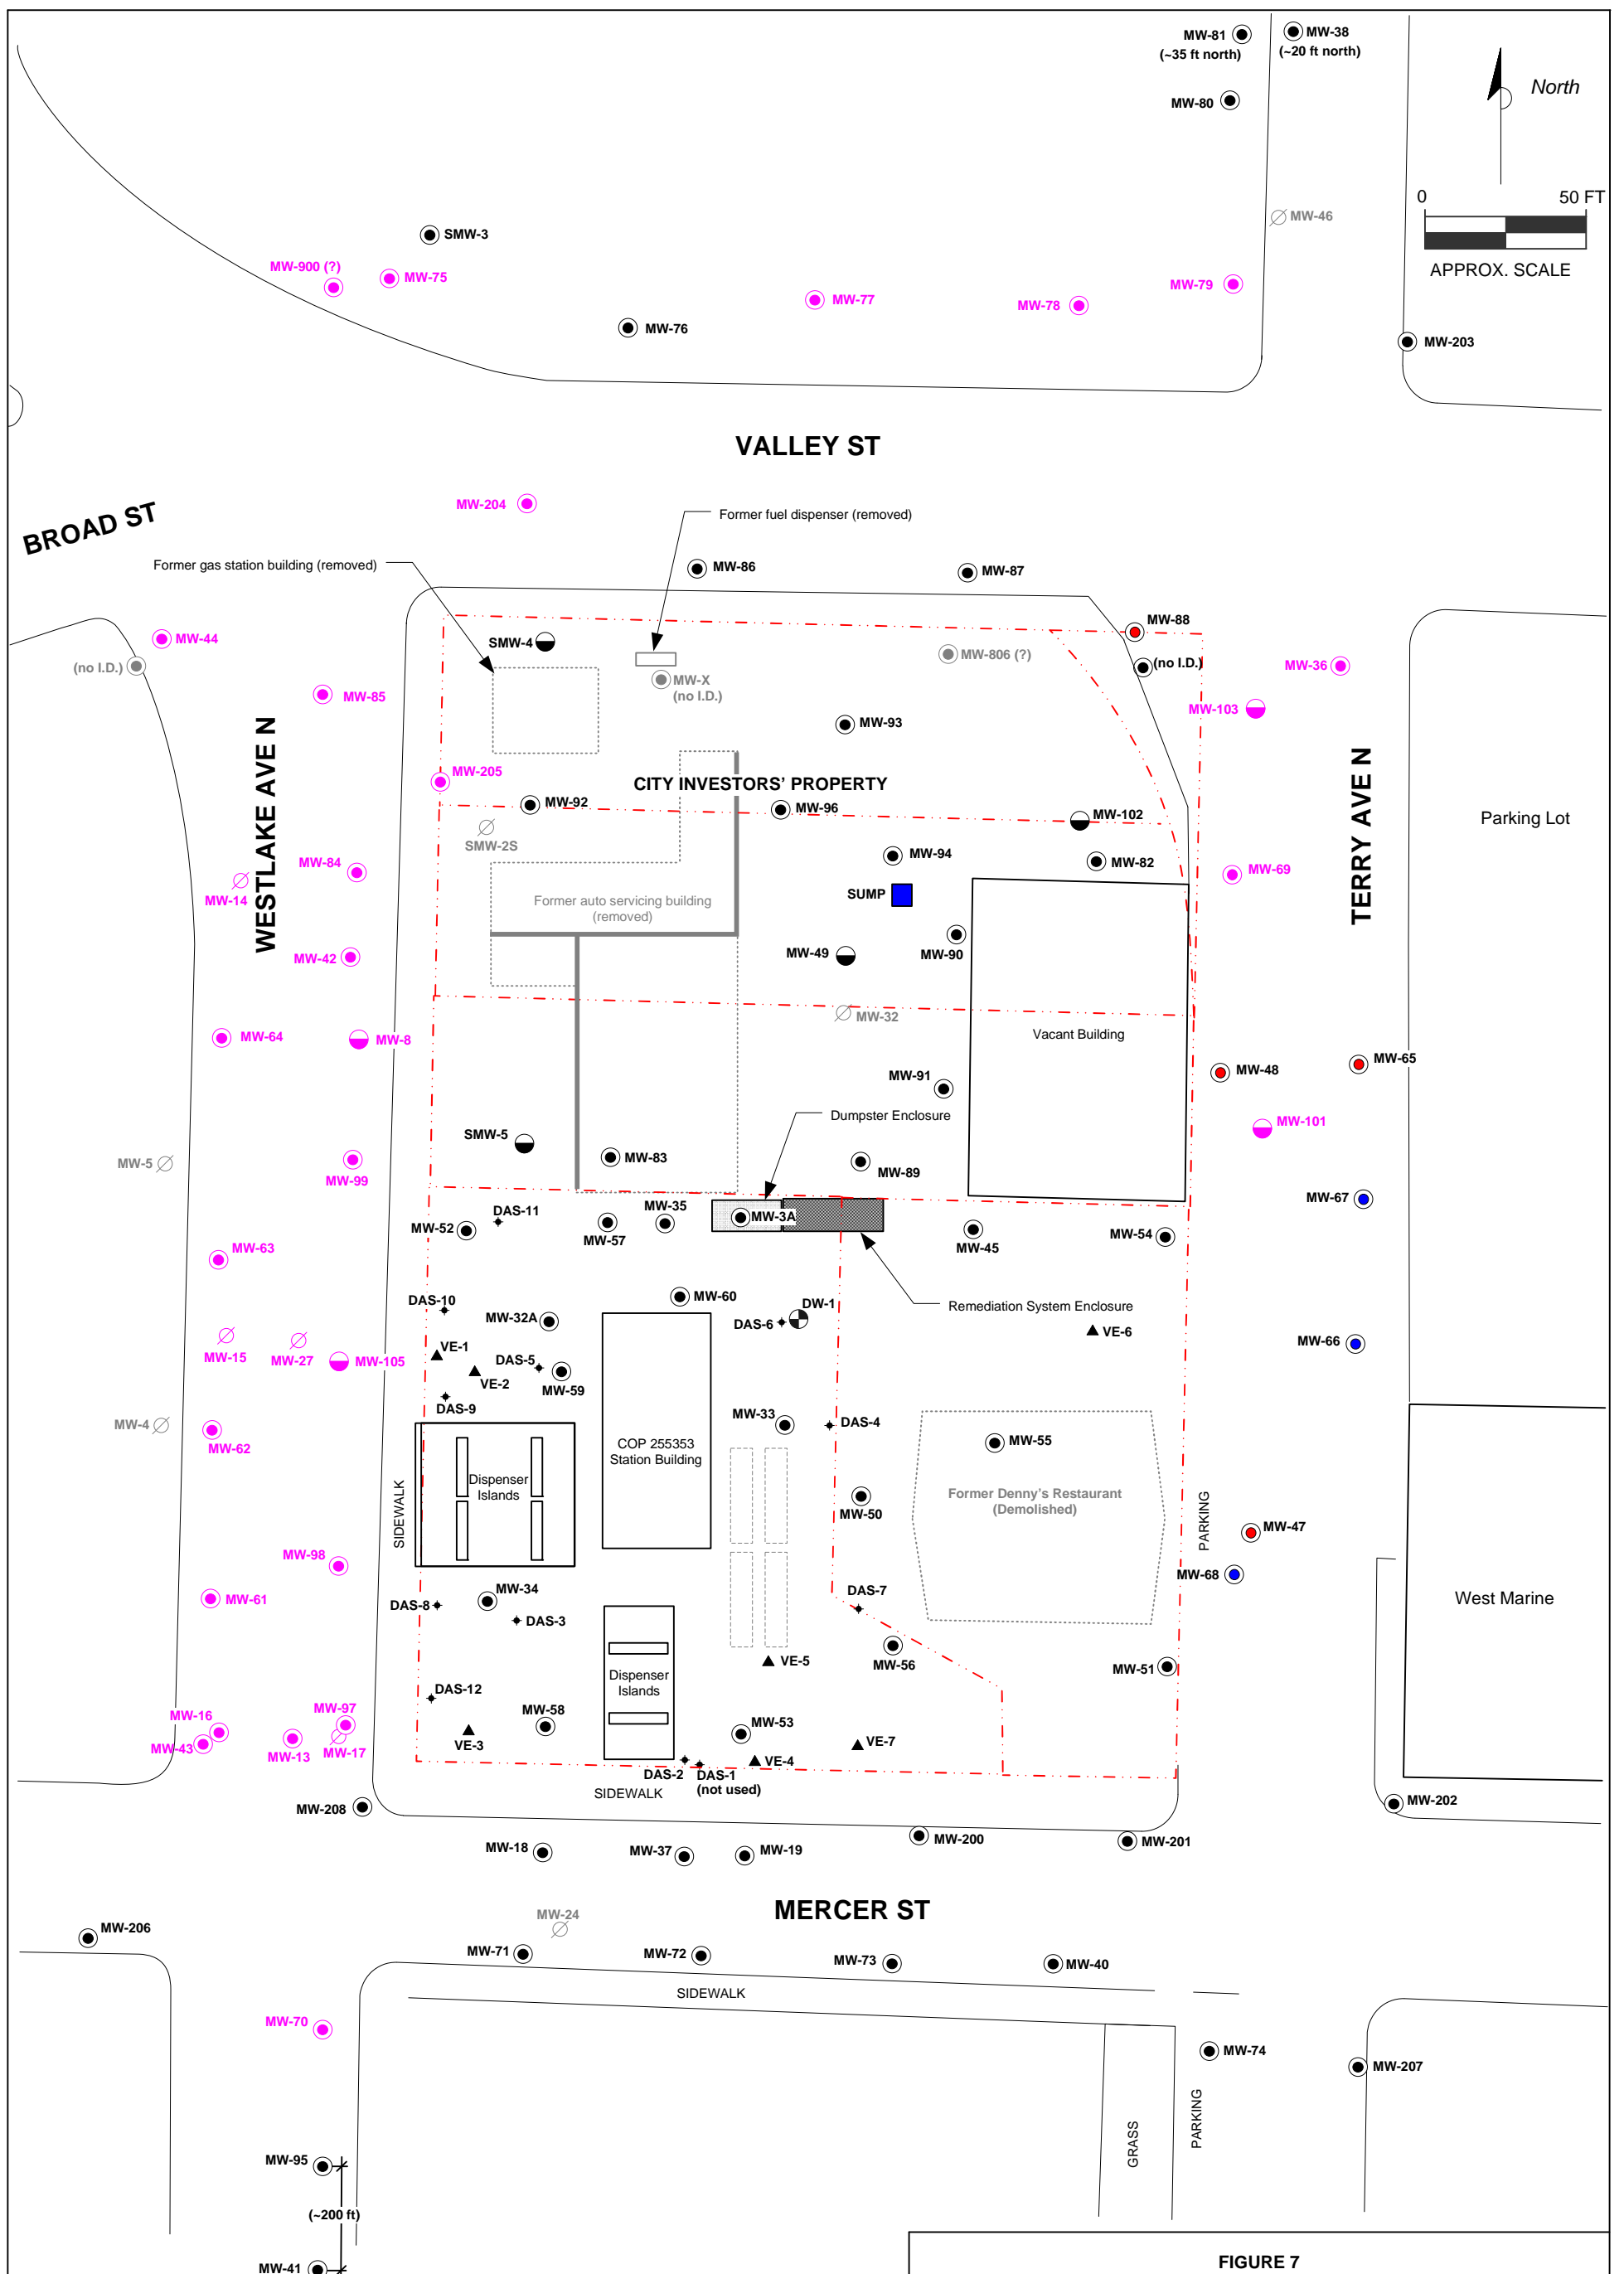 MW-81
(~35 ft north)
MW-38
(~20 ft north)
MW-80
North
0
50 FT
APPROX. SCALE
MW-46
SMW-3
MW-900 (?)
MW-75
MW-77
MW-78
MW-79
MW-76
MW-203
VALLEY ST
BROAD ST
MW-204
Former fuel dispenser (removed)
Former gas station building (removed)
MW-86
MW-87
MW-44
(no I.D.)
SMW-4
MW-88
MW-806 (?)
(no I.D.)
MW-36
MW-X
(no I.D.)
MW-85
MW-103
MW-93
WESTLAKE AVE N
TERRY AVE N
MW-205
CITY INVESTORS' PROPERTY
MW-92
MW-96
MW-102
Parking Lot
SMW-2S
MW-94
MW-82
MW-84
MW-69
MW-14
SUMP
Former auto servicing building
(removed)
MW-42
MW-49
MW-90
MW-32
MW-64
MW-8
Vacant Building
MW-65
MW-48
MW-91
Dumpster Enclosure
MW-101
SMW-5
MW-83
MW-5
MW-99
MW-89
MW-67
DAS-11
MW-35
MW-3A
MW-52
MW-57
MW-45
MW-54
MW-63
MW-60
Remediation System Enclosure
DAS-10
DW-1
MW-32A
DAS-6
VE-6
MW-66
MW-15
MW-27
MW-105
VE-1
DAS-5
VE-2
MW-59
DAS-9
MW-4
MW-62
MW-33
DAS-4
COP 255353
Station Building
MW-55
Dispenser
Islands
Former Denny's Restaurant
(Demolished)
SIDEWALK
PARKING
MW-50
MW-47
MW-98
MW-68
MW-61
MW-34
DAS-8
DAS-3
DAS-7
West Marine
MW-56
VE-5
MW-51
Dispenser
Islands
DAS-12
MW-97
MW-16
MW-58
MW-53
MW-43
MW-13
MW-17
VE-3
VE-7
VE-4
DAS-2
DAS-1
(not used)
SIDEWALK
MW-208
MW-202
MW-200
MW-201
MW-18
MW-37
MW-19
MERCER ST
MW-24
MW-206
MW-71
MW-72
MW-73
MW-40
SIDEWALK
MW-70
MW-74
MW-207
PARKING
GRASS
MW-95
(~200 ft)
MW-41
FIGURE 7